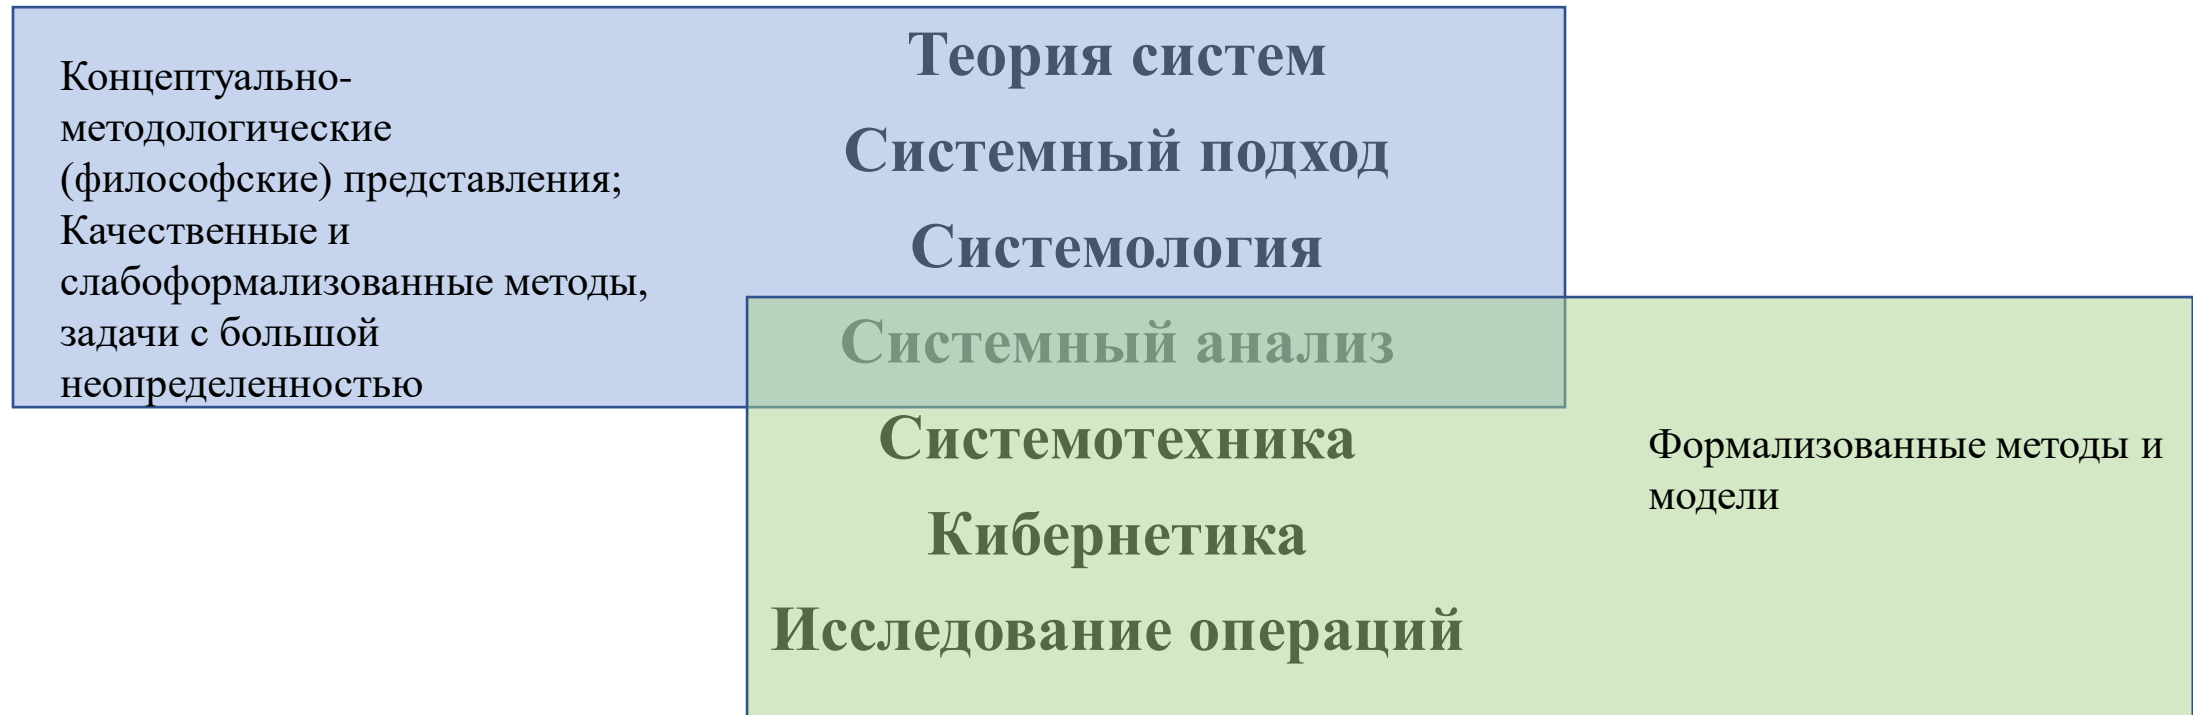 Концептуально-
методологические
(философские) представления;
Качественные и
слабоформализованные методы,
задачи с большой
неопределенностью
Теория систем
Системный подход
Системология
Системный анализ
Системотехника
Кибернетика
Исследование операций
Формализованные методы и
модели